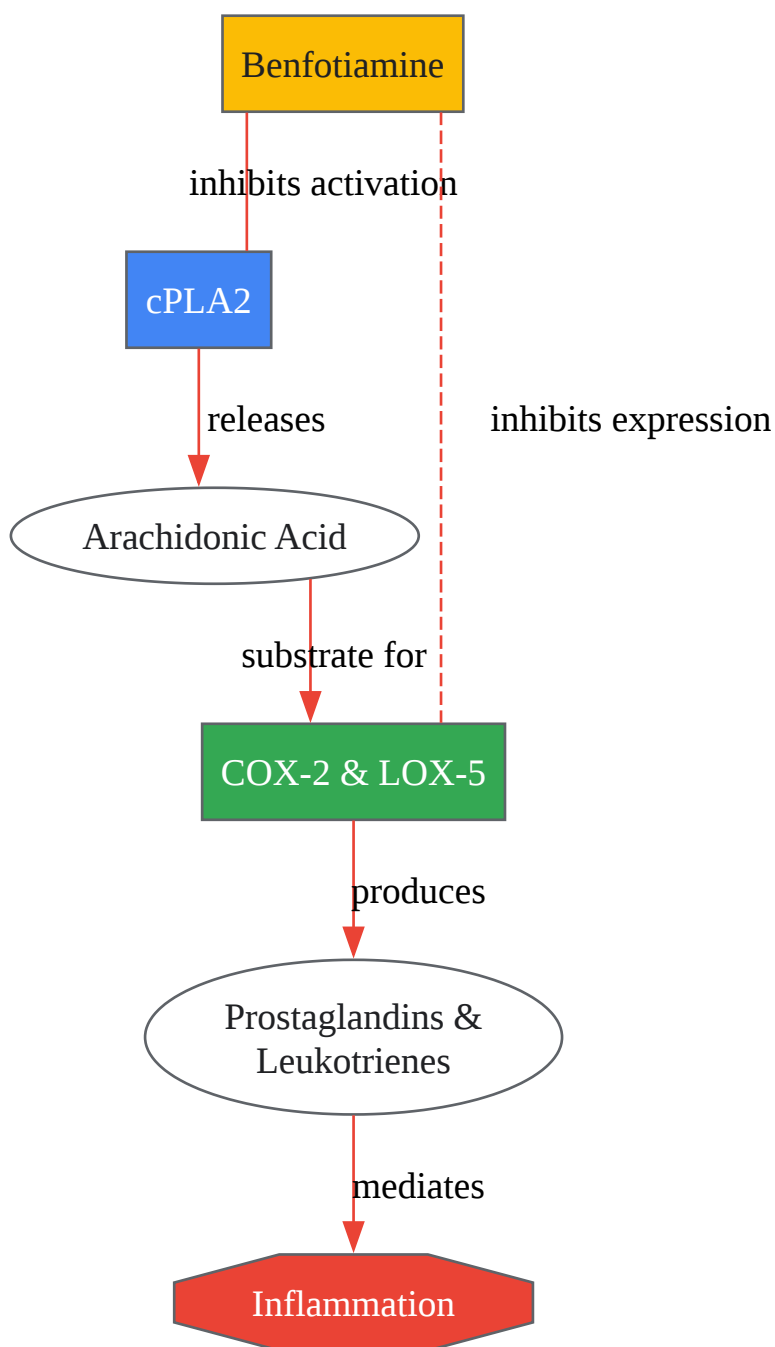 Benfotiamine
inhibits activation
cPLA2
releases
inhibits expression
Arachidonic Acid
substrate for
COX-2 & LOX-5
produces
Prostaglandins &
Leukotrienes
mediates
Inflammation